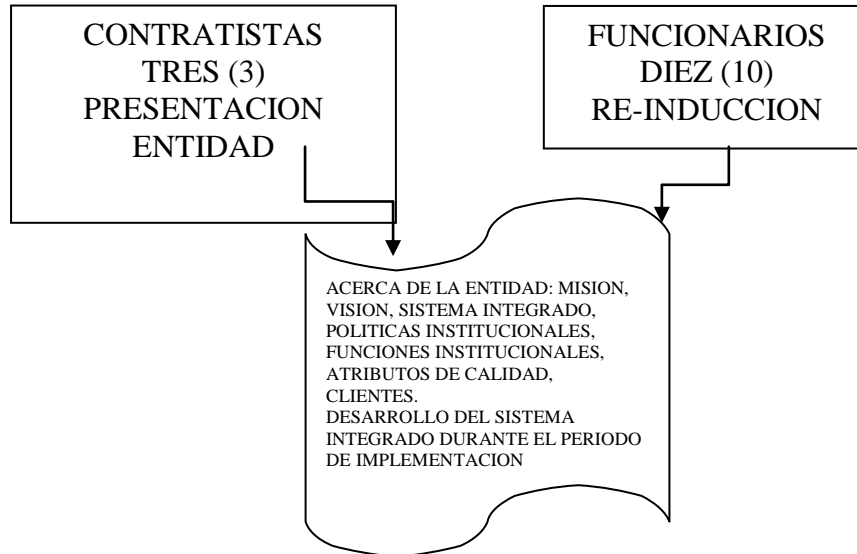 CONTRATISTAS
TRES (3)
PRESENTACION
ENTIDAD
FUNCIONARIOS
DIEZ (10)
RE-INDUCCION
ACERCA DE LA ENTIDAD: MISION,
VISION, SISTEMA INTEGRADO,
POLITICAS INSTITUCIONALES,
FUNCIONES INSTITUCIONALES,
ATRIBUTOS DE CALIDAD,
CLIENTES.
DESARROLLO DEL SISTEMA
INTEGRADO DURANTE EL PERIODO
DE IMPLEMENTACION